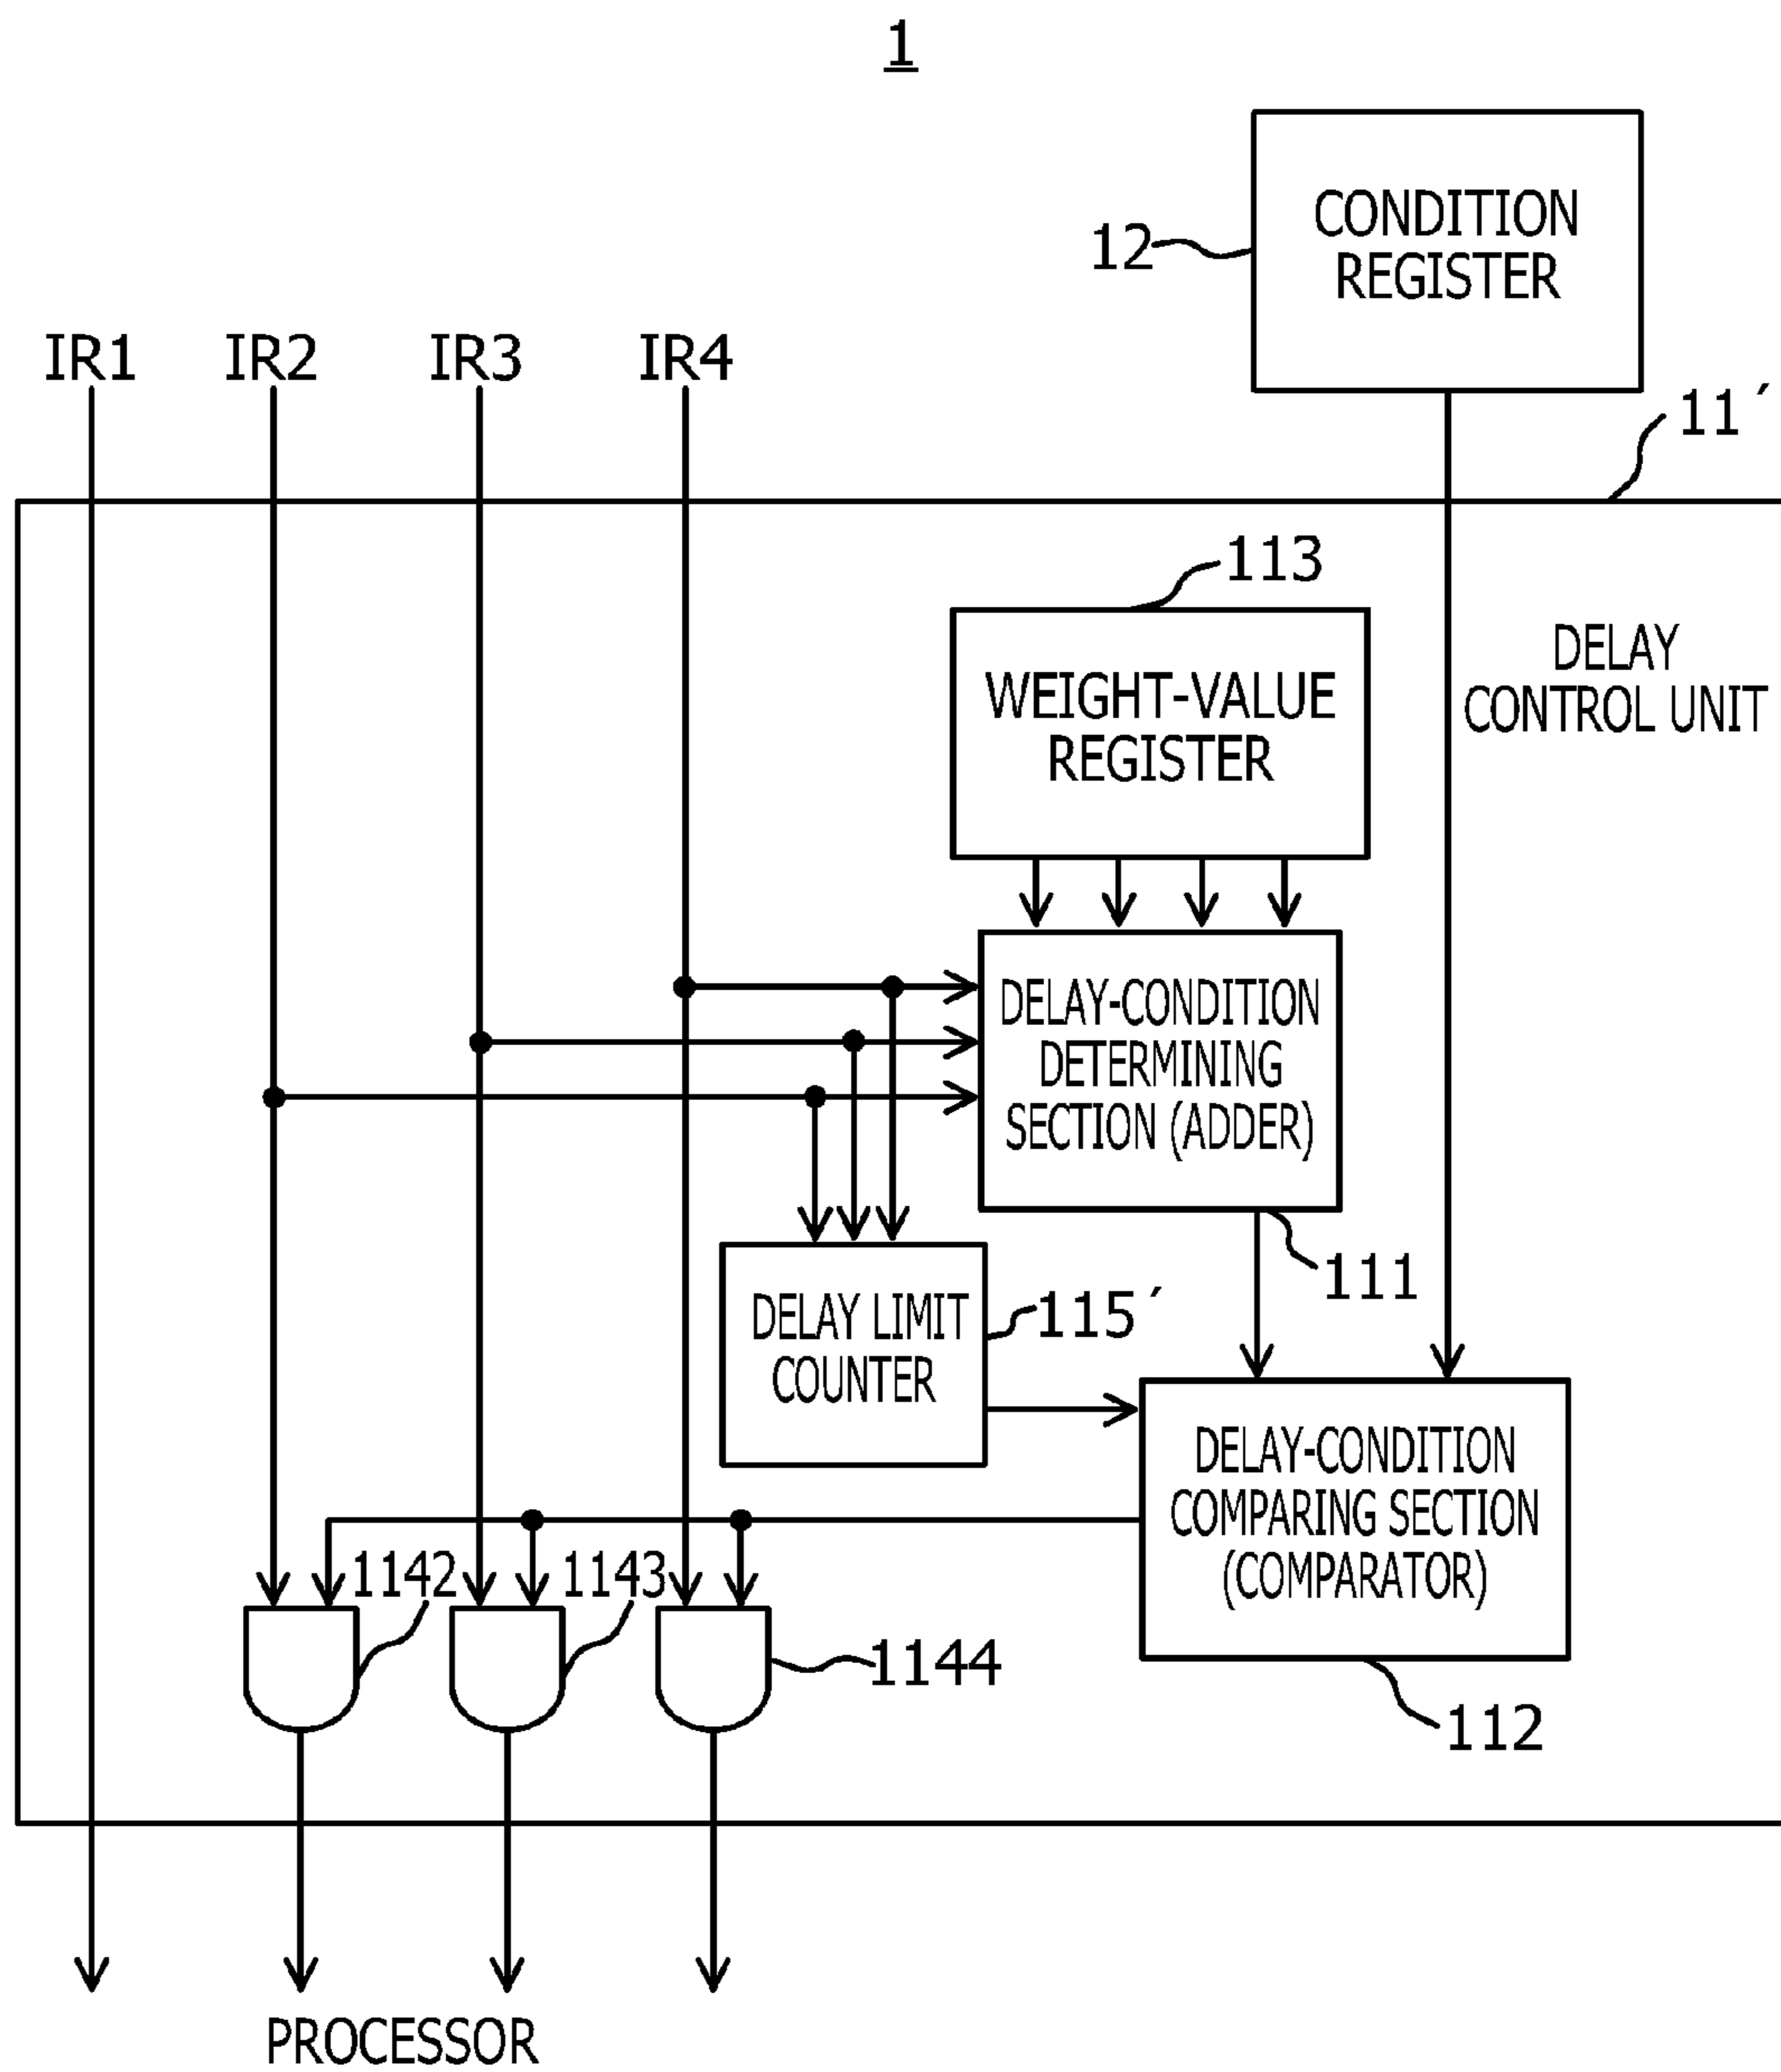 1
CONDITION
REGISTER
12
IR1 IR2 IR3 IR4
11´
113
WEIGHT-VALUE
REGISTER
DELAY
CONTROL UNIT
DELAY-CONDITION
DETERMINING
SECTION (ADDER)
111
DELAY LIMIT
COUNTER
115´
DELAY-CONDITION
COMPARING SECTION
(COMPARATOR)
1142
1143
1144
112
PROCESSOR